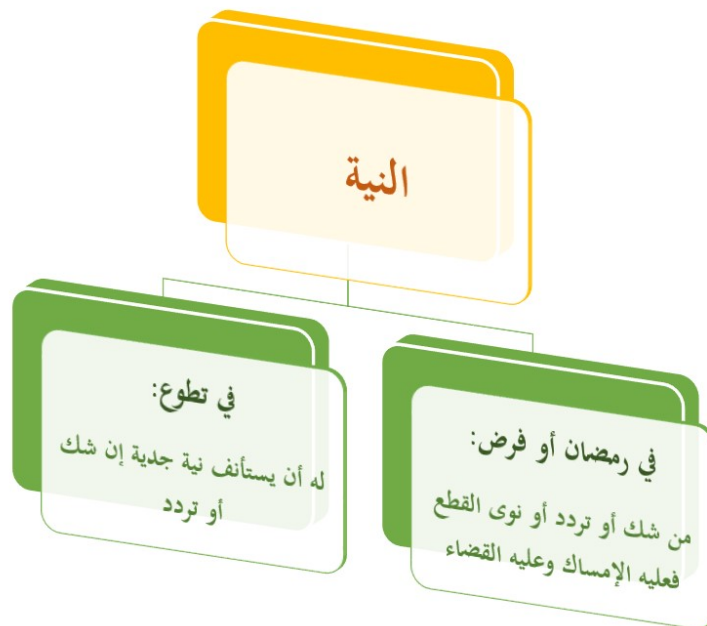 النية
في رمضان أو فرض:
من شك أو تردد أو نوى القطع
فعليه الإمساك وعليه القضاء
في تطوع:
له أن يستأنف نية جدية إن شك
أو تردد